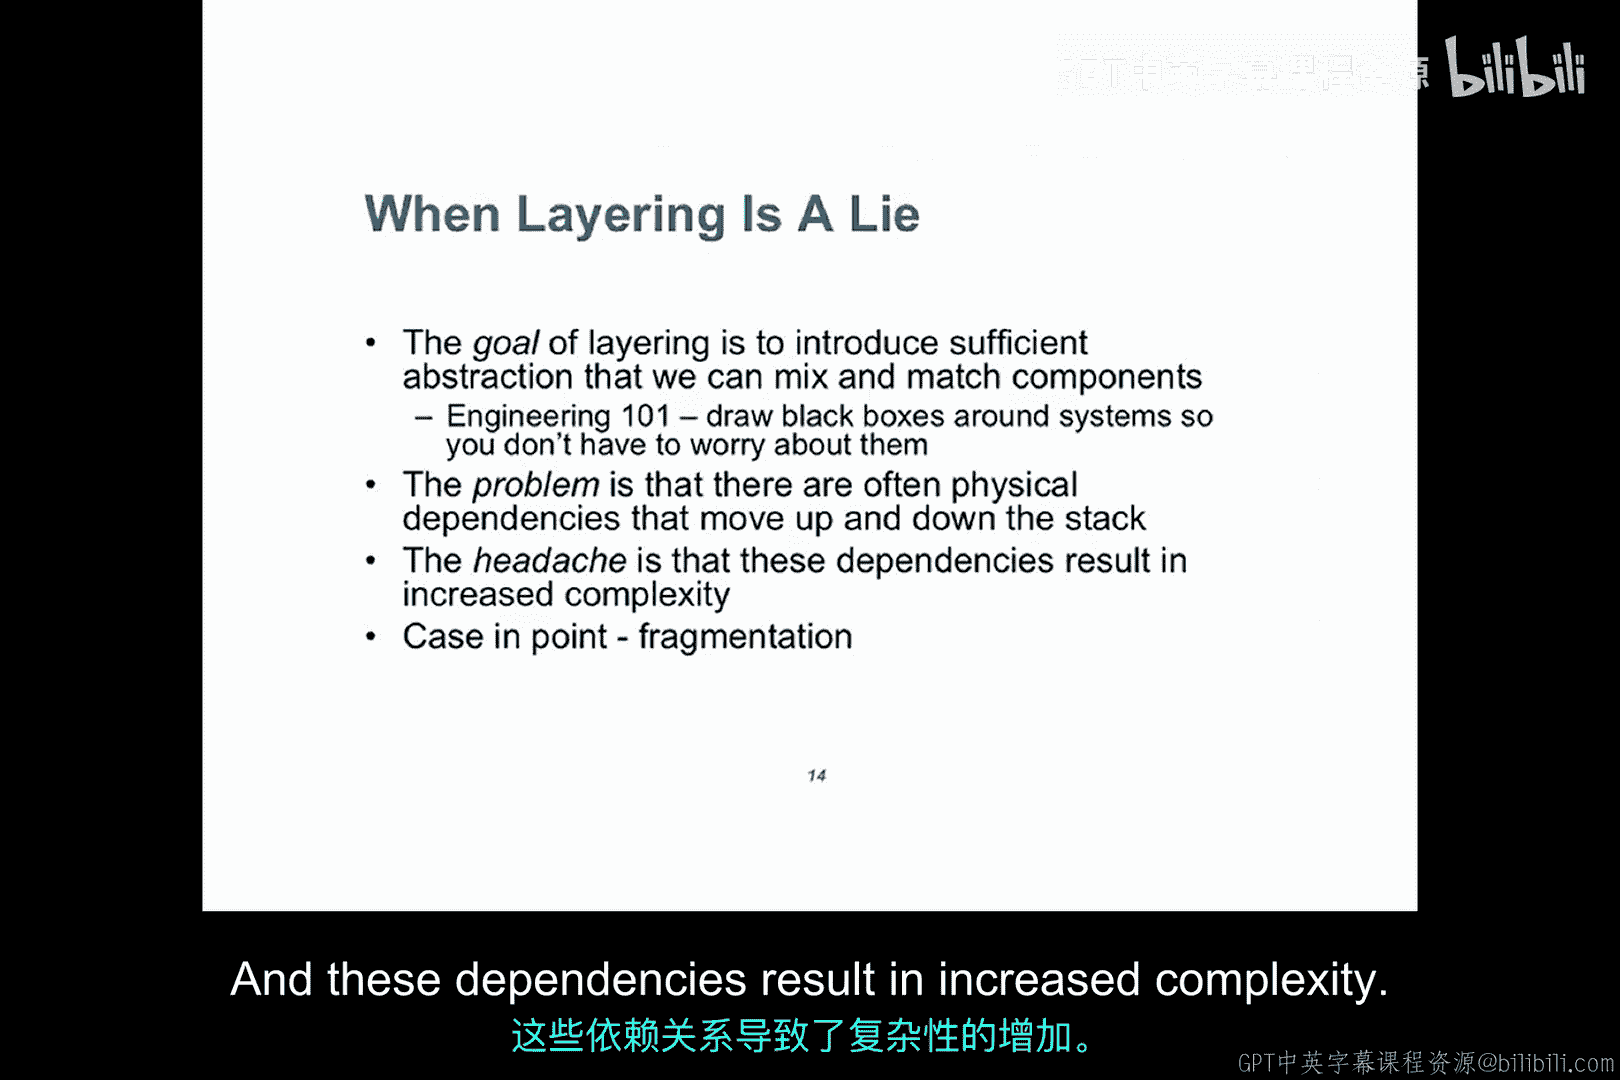 bilibili
When Layering Is A Lie
• The goal of layering is to introduce sufficient
abstraction that we can mix and match components
– Engineering 101 – draw black boxes around systems so
you don't have to worry about them
• The problem is that there are often physical
dependencies that move up and down the stack
• The headache is that these dependencies result in
increased complexity
• Case in point - fragmentation
14
And these dependencies result in increased complexity.
这些依赖关系导致了复杂性的增加。
GPT中英字幕课程资源@bilibili.com